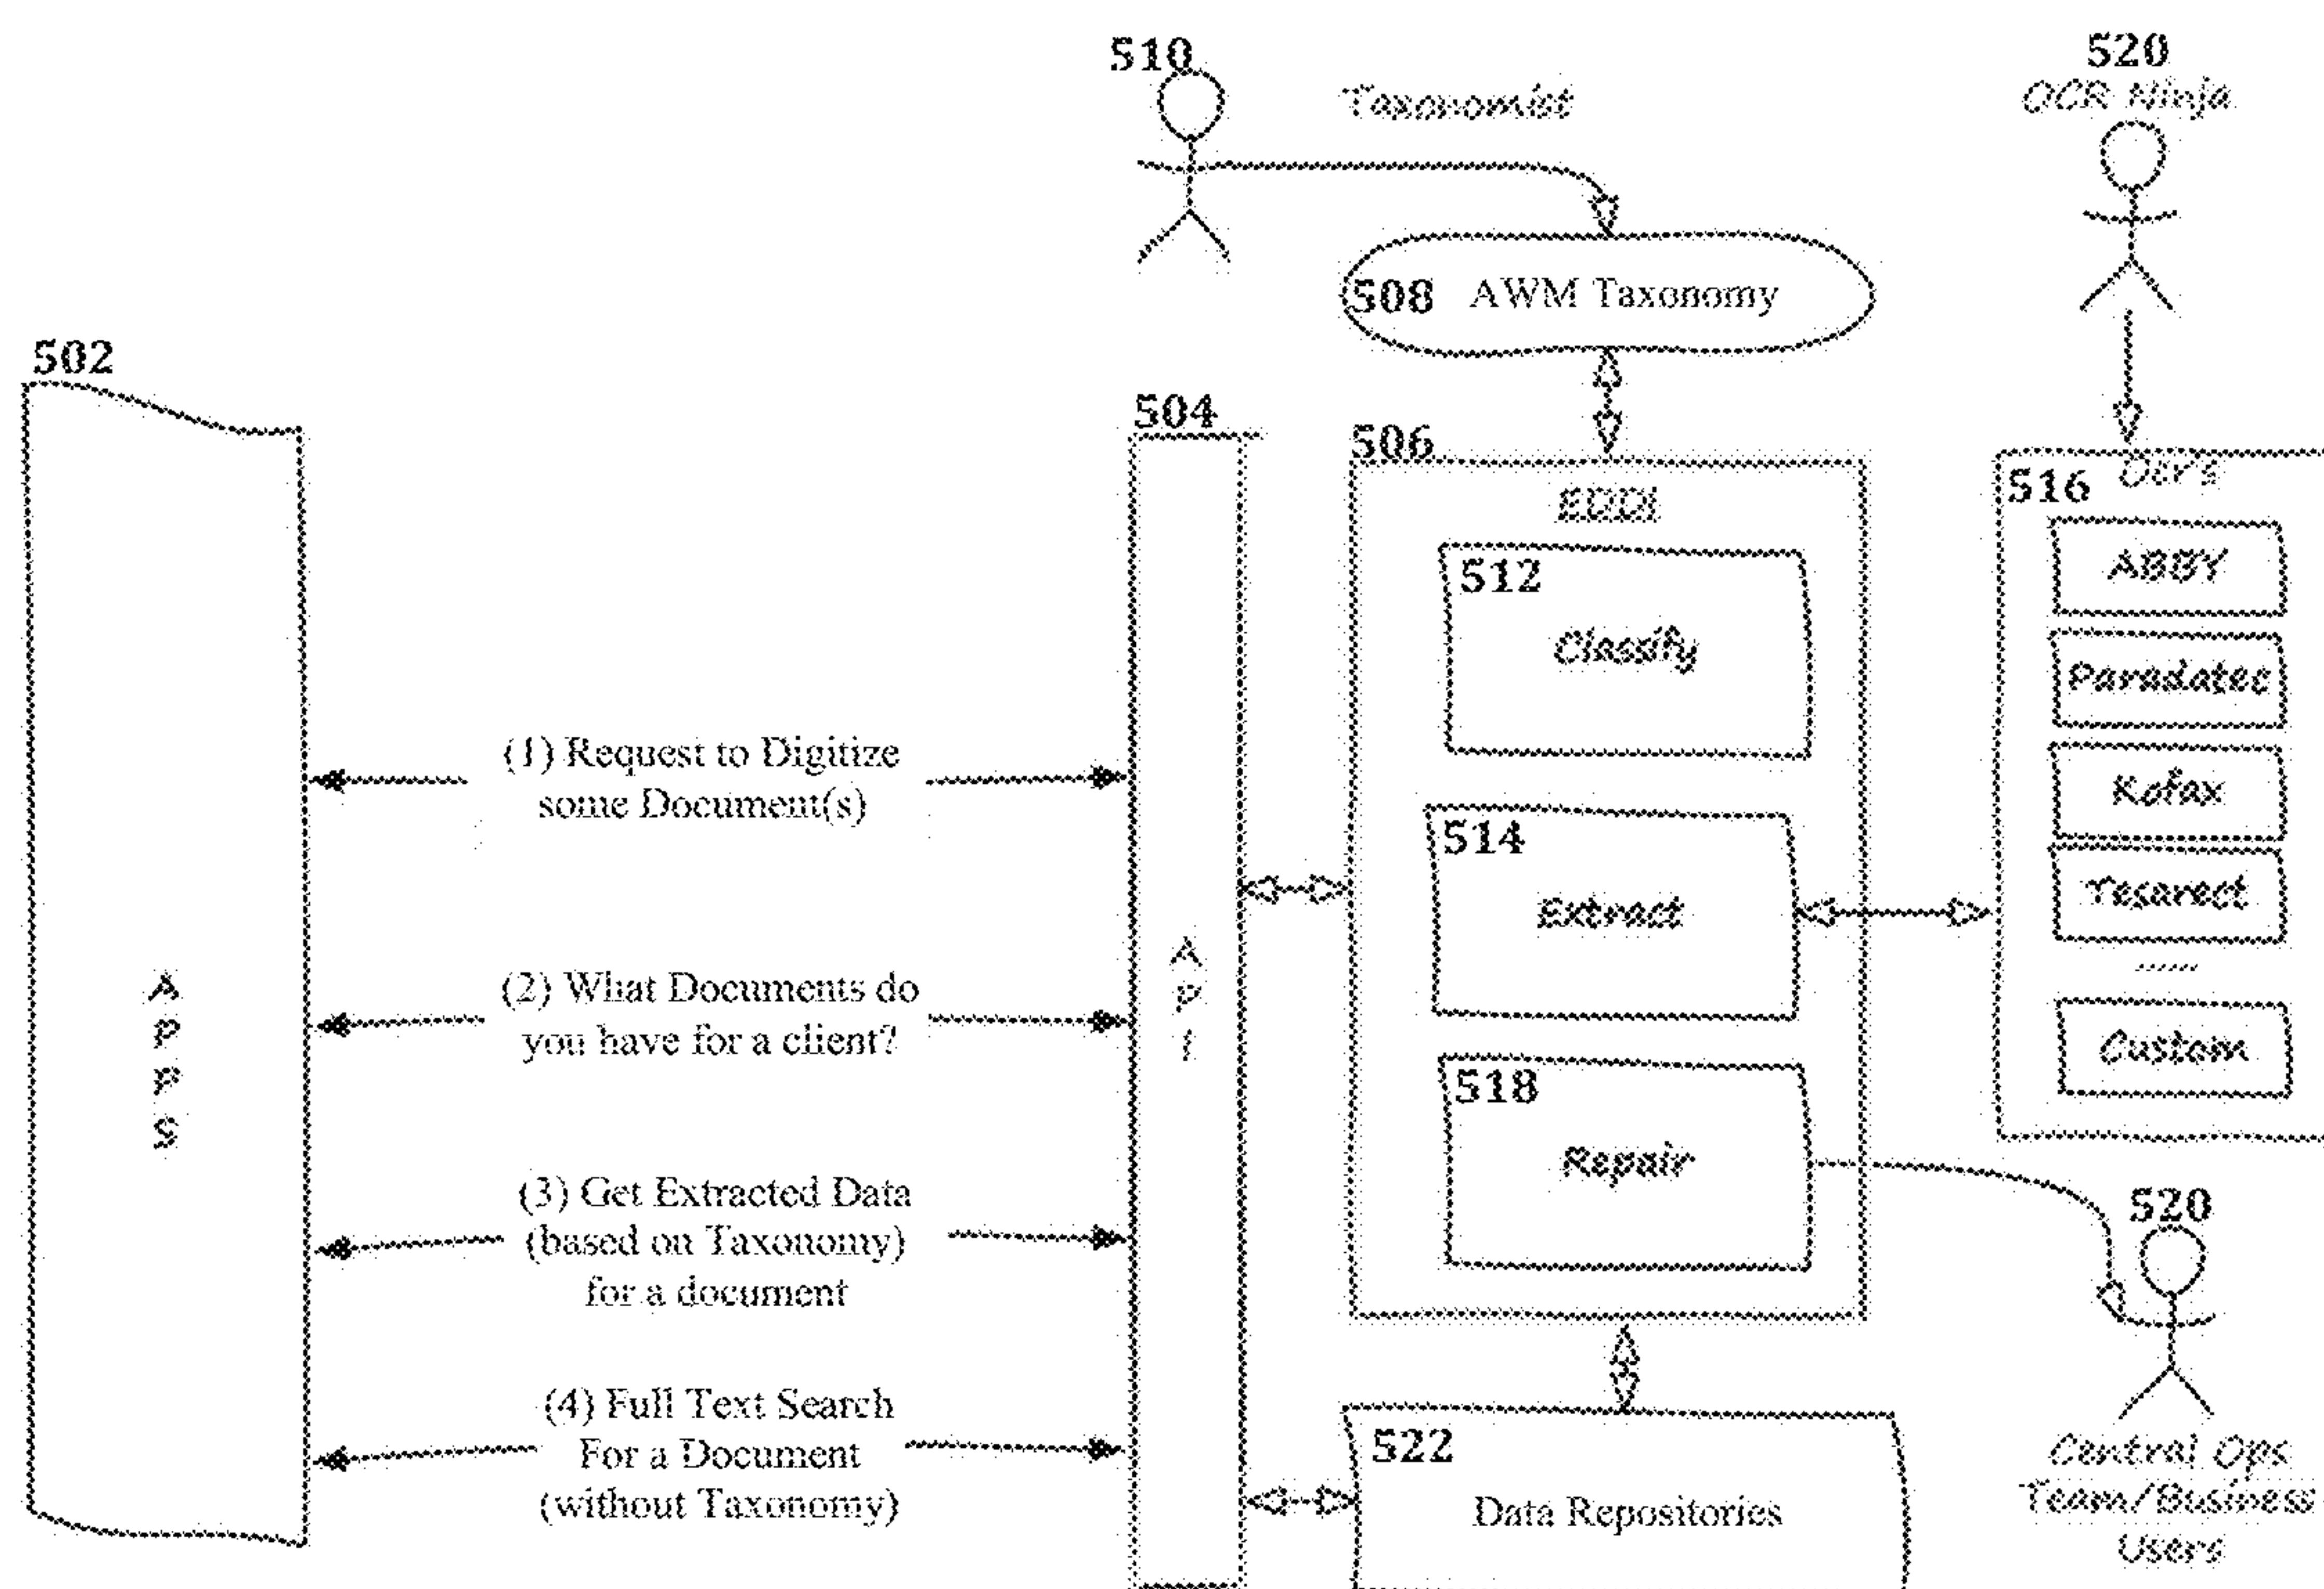 510
Taxonomist
520
OCR Ninja
508 AWM Taxonomy
502
504
506
EDDI
516 Ocr's
512
Classify
ABBY
Paradatec
Kofax
Tesarect
.....
Custom
(1) Request to Digitize
some Document(s)
514
Extract
A
P
I
A
P
P
S
(2) What Documents do
you have for a client?
518
Repair
(3) Get Extracted Data
(based on Taxonomy)
for a document
520
Central Ops
Team/Business
Users
(4) Full Text Search
For a Document
(without Taxonomy)
522
Data Repositories